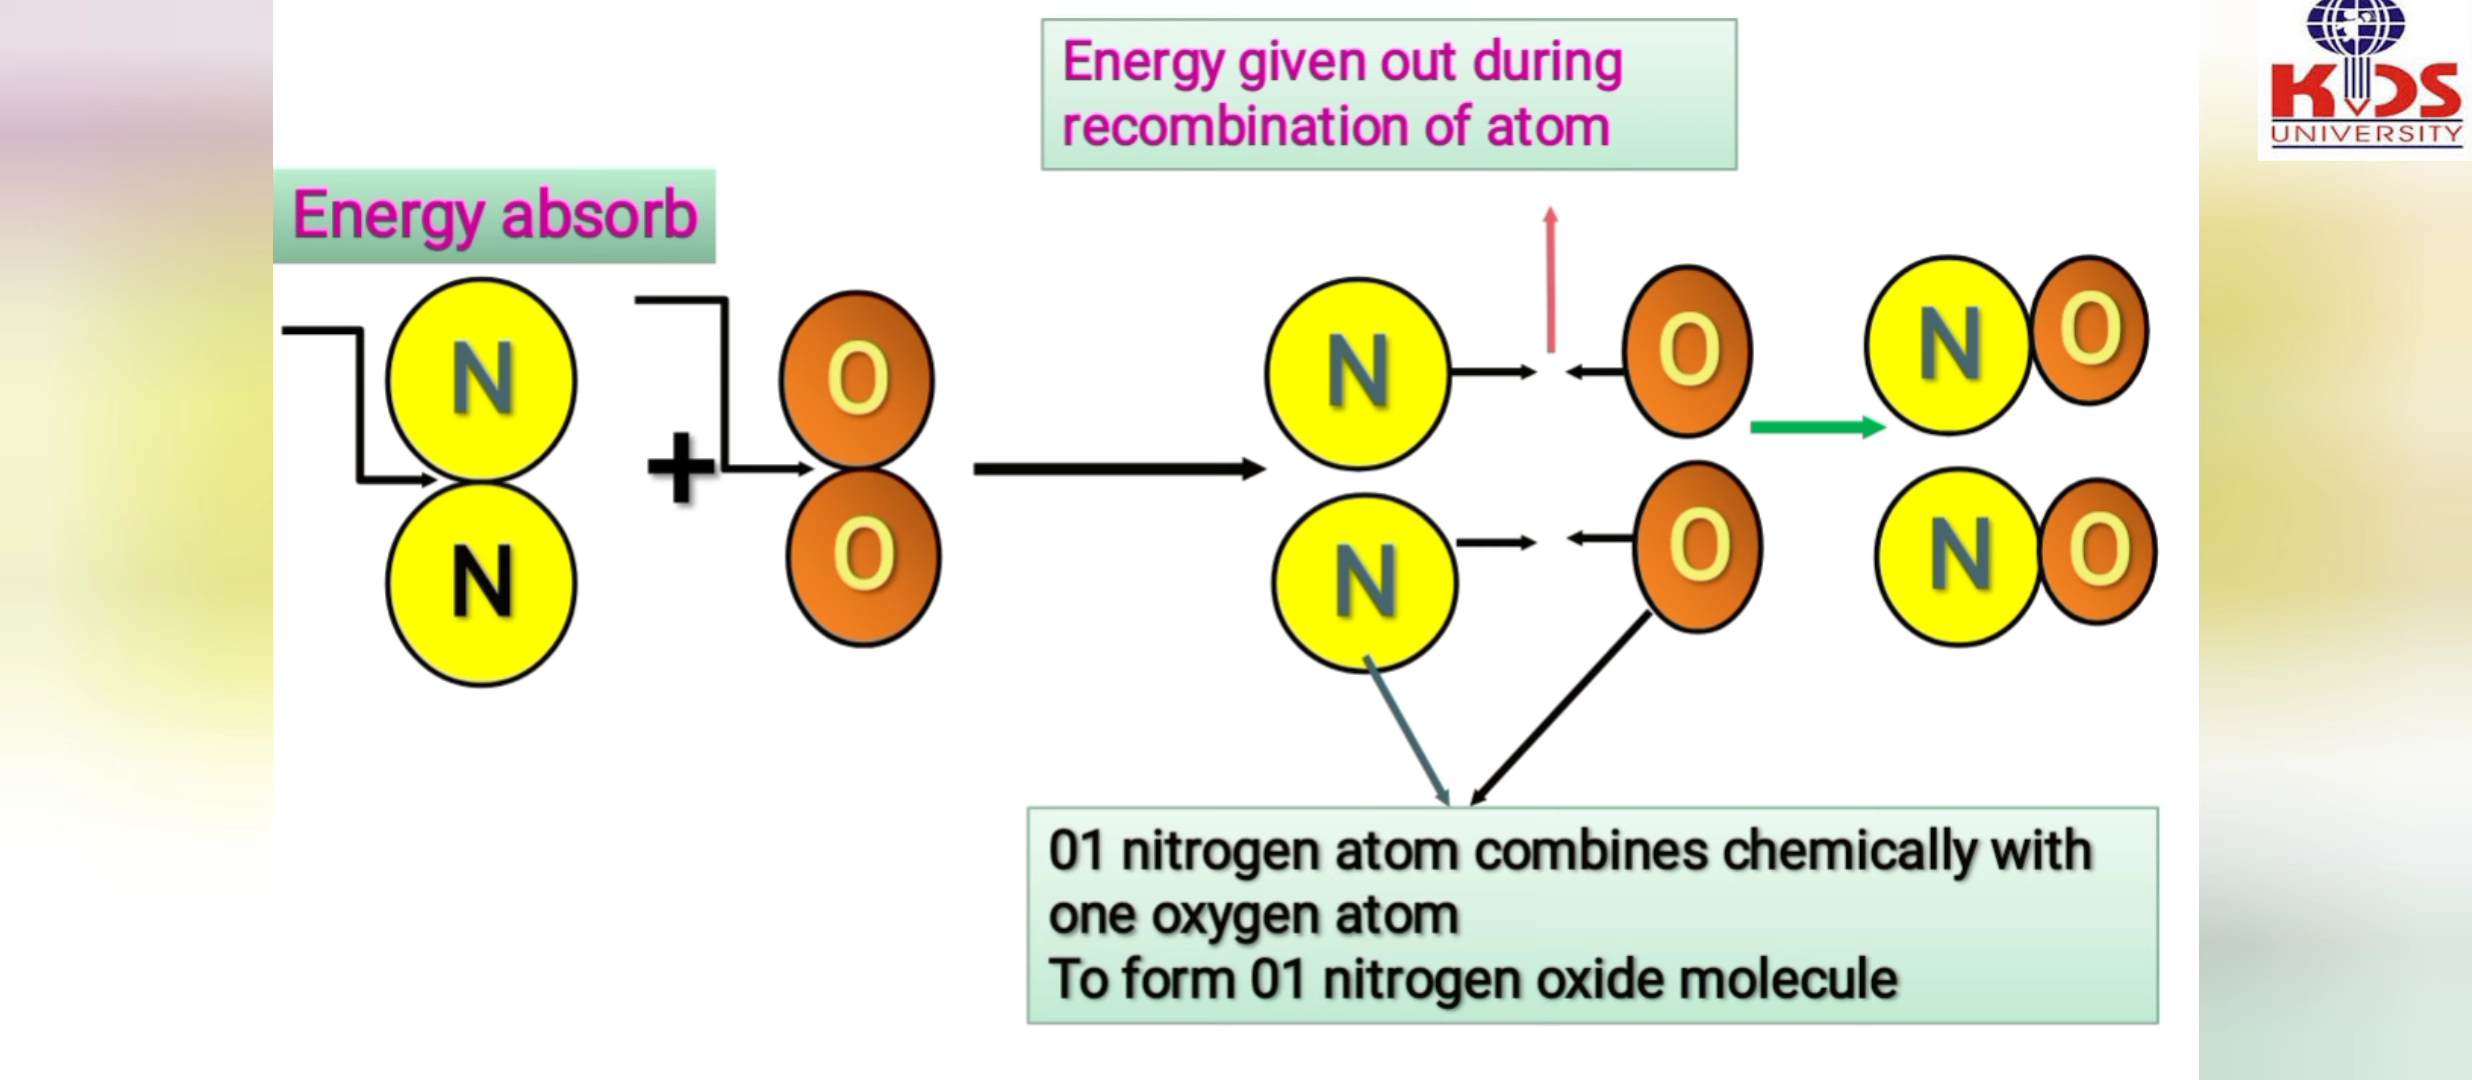 Energy given out during
recombination of atom
KIDS
UNIVERSITY
Energy absorb
N
N
+
O
O
N
O
N
O
N
O
N
O
01 nitrogen atom combines chemically with
one oxygen atom
To form 01 nitrogen oxide molecule